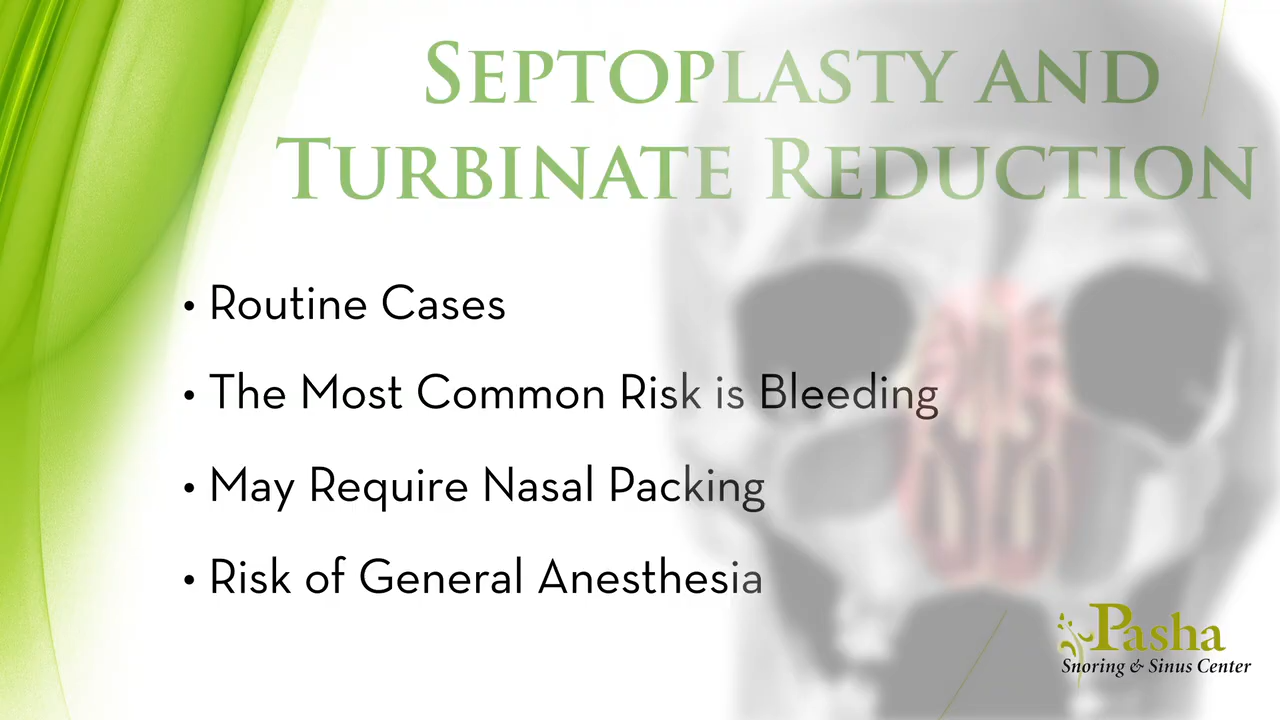 Septoplasty and
Turbinate Reduction
• Routine Cases
• The Most Common Risk is Bleeding
• May Require Nasal Packing
• Risk of General Anesthesia
Pasha
Snoring & Sinus Center